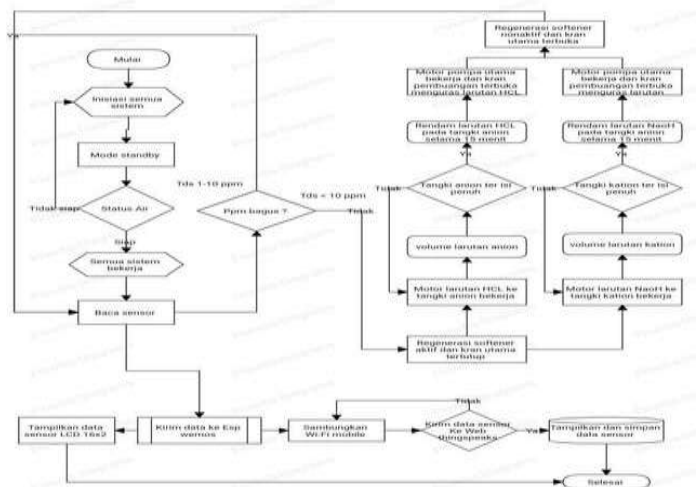 Regenerasi softener
nonaktif dan kran
utama terbuka
Ya
Mulai
Inisiasi semua
sistem
Mode standby
Tds 1-10 ppm
Tidak siap
Status Air
Siap
Semua sistem
bekerja
Baca sensor
Ppm bagus ?
Tds < 10 ppm
Tidak
Motor pompa utama
bekerja dan kran
pembuangan terbuka
menguras larutan HCL
Rendam larutan HCL
pada tangki anion
selama 15 menit
Ya
Tidak
Tangki anion ter isi
penuh
volume larutan anion
Motor larutan HCL ke
tangki anion bekerja
Motor pompa utama
bekerja dan kran
pembuangan terbuka
menguras larutan
Rendam larutan NaoH
pada tangki anion
selama 15 menit
Ya
Tidak
Tangki kation ter isi
penuh
volume larutan kation
Motor larutan NaoH ke
tangki kation bekerja
Regenerasi softener
aktif dan kran utama
tertutup
Tampilkan data
sensor LCD 16x2
Kirim data ke Esp
wemos
Sambungkan
Wi-Fi mobile
Tidak
Kirim data sensor
Ke Web
thingspeaks
Ya
Tampilkan dan simpan
data sensor
Selesai